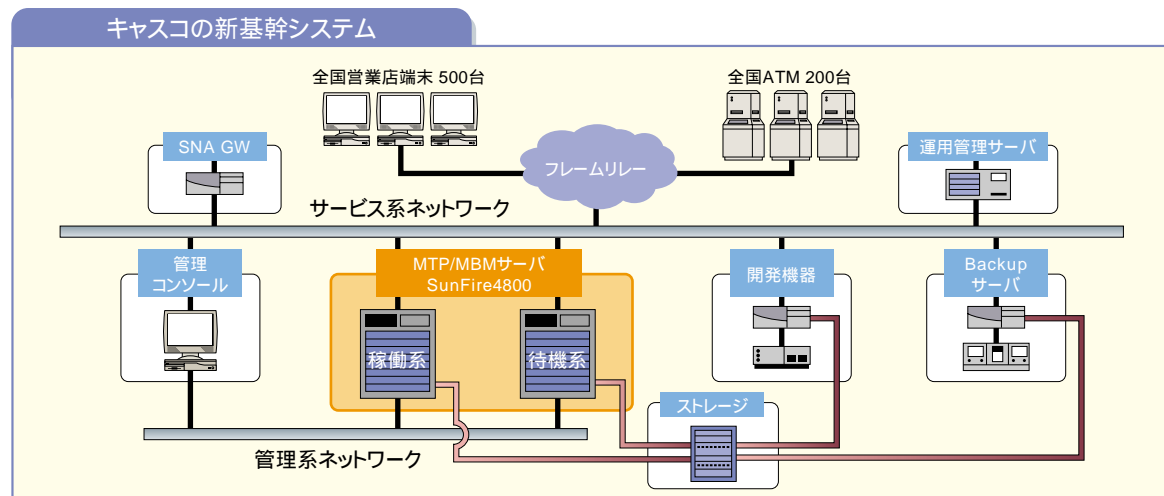 キャスコの新基幹システム
全国営業店端末 500台
全国ATM 200台
SNA GW
フレームリレー
運用管理サーバ
サービス系ネットワーク
管理
コンソール
MTP/MBMサーバ
SunFire4800
開発機器
Backup
サーバ
稼働系
待機系
ストレージ
管理系ネットワーク